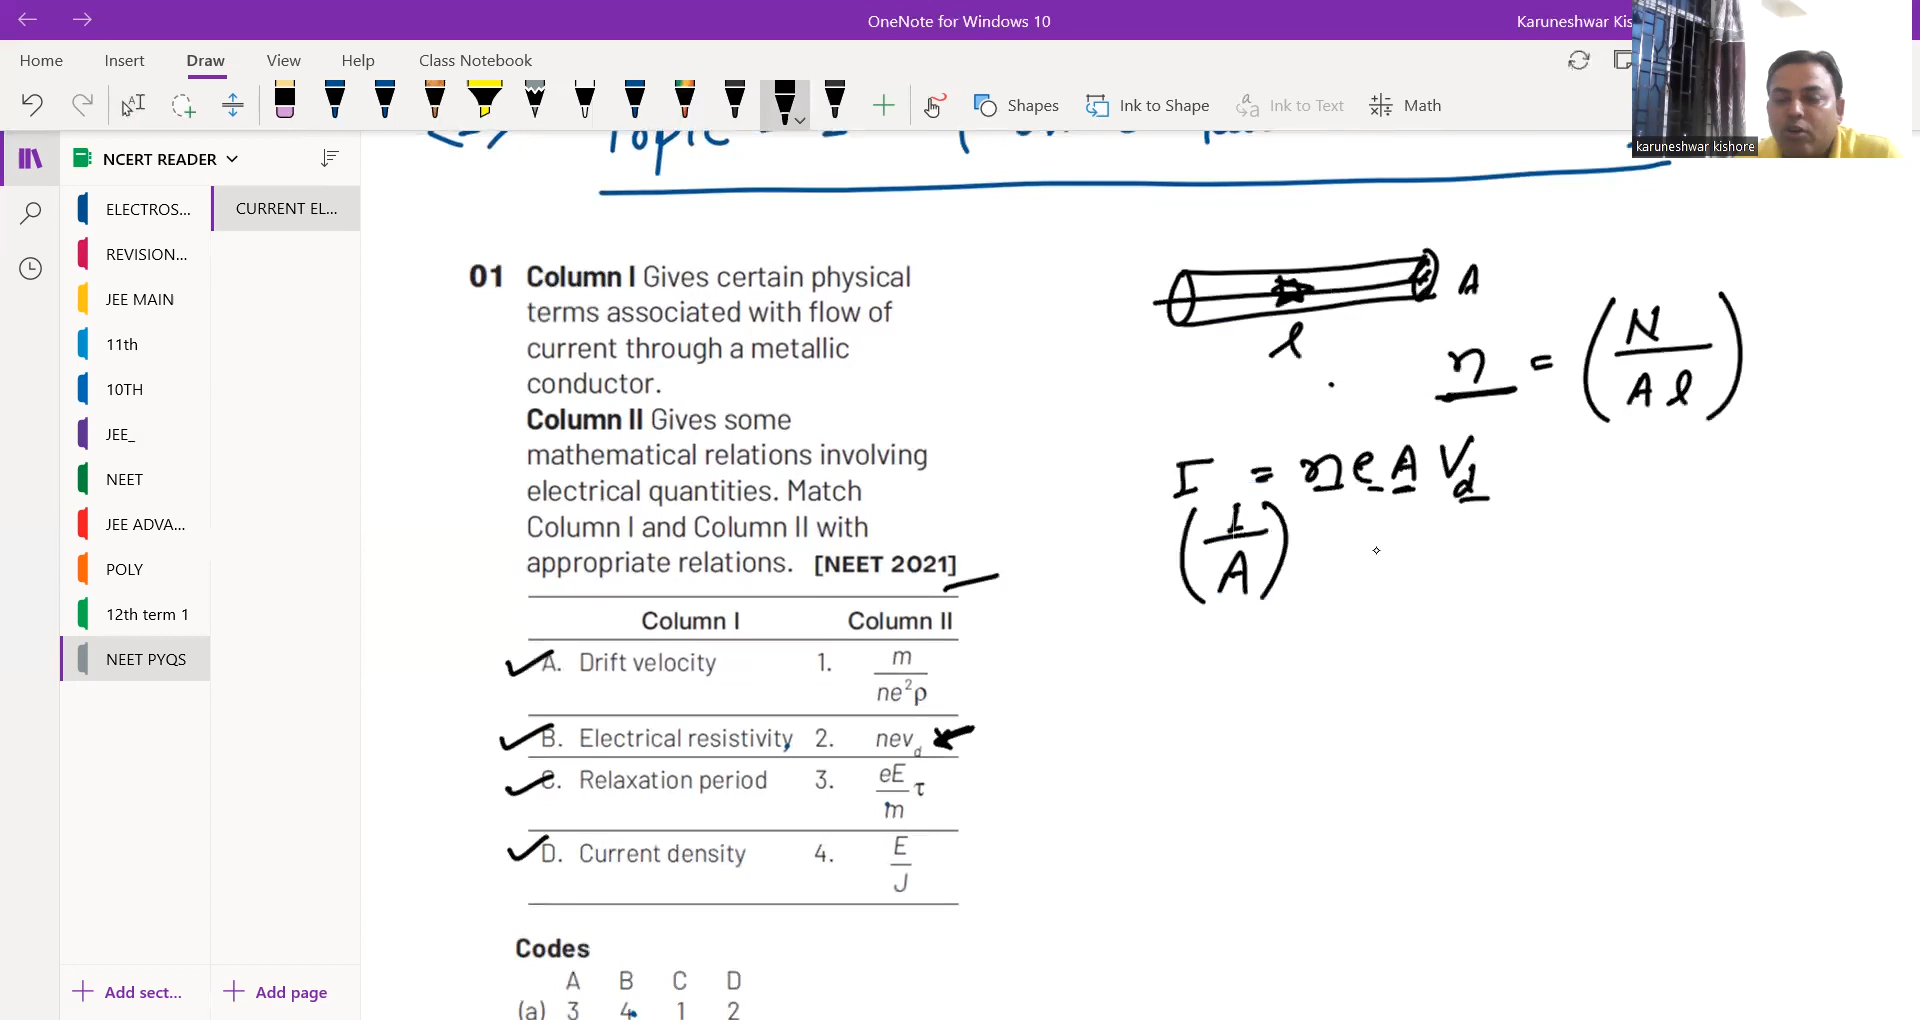 OneNote for Windows 10
Karuneshwar Kis
Home Insert Draw View Help Class Notebook
Shapes Ink to Shape Ink to Text Math
karuneshwar kishore
NCERT READER
ELECTROS...
REVISION...
JEE MAIN
11th
10TH
JEE_
NEET
JEE ADVA...
POLY
12th term 1
NEET PYQS
Add sect...
CURRENT EL...
Add page
Topic
01 Column I Gives certain physical
terms associated with flow of
current through a metallic
conductor.
Column II Gives some
mathematical relations involving
electrical quantities. Match
Column I and Column II with
appropriate relations. [NEET 2021]
Column I Column II
A. Drift velocity 1. m / ne²ρ
B. Electrical resistivity 2. nev_d
C. Relaxation period 3. eE / m τ
D. Current density 4. E / J
Codes
A B C D
(a) 3 4 1 2
A
l
n = (N / A l)
I = n e A V_d
(I / A)